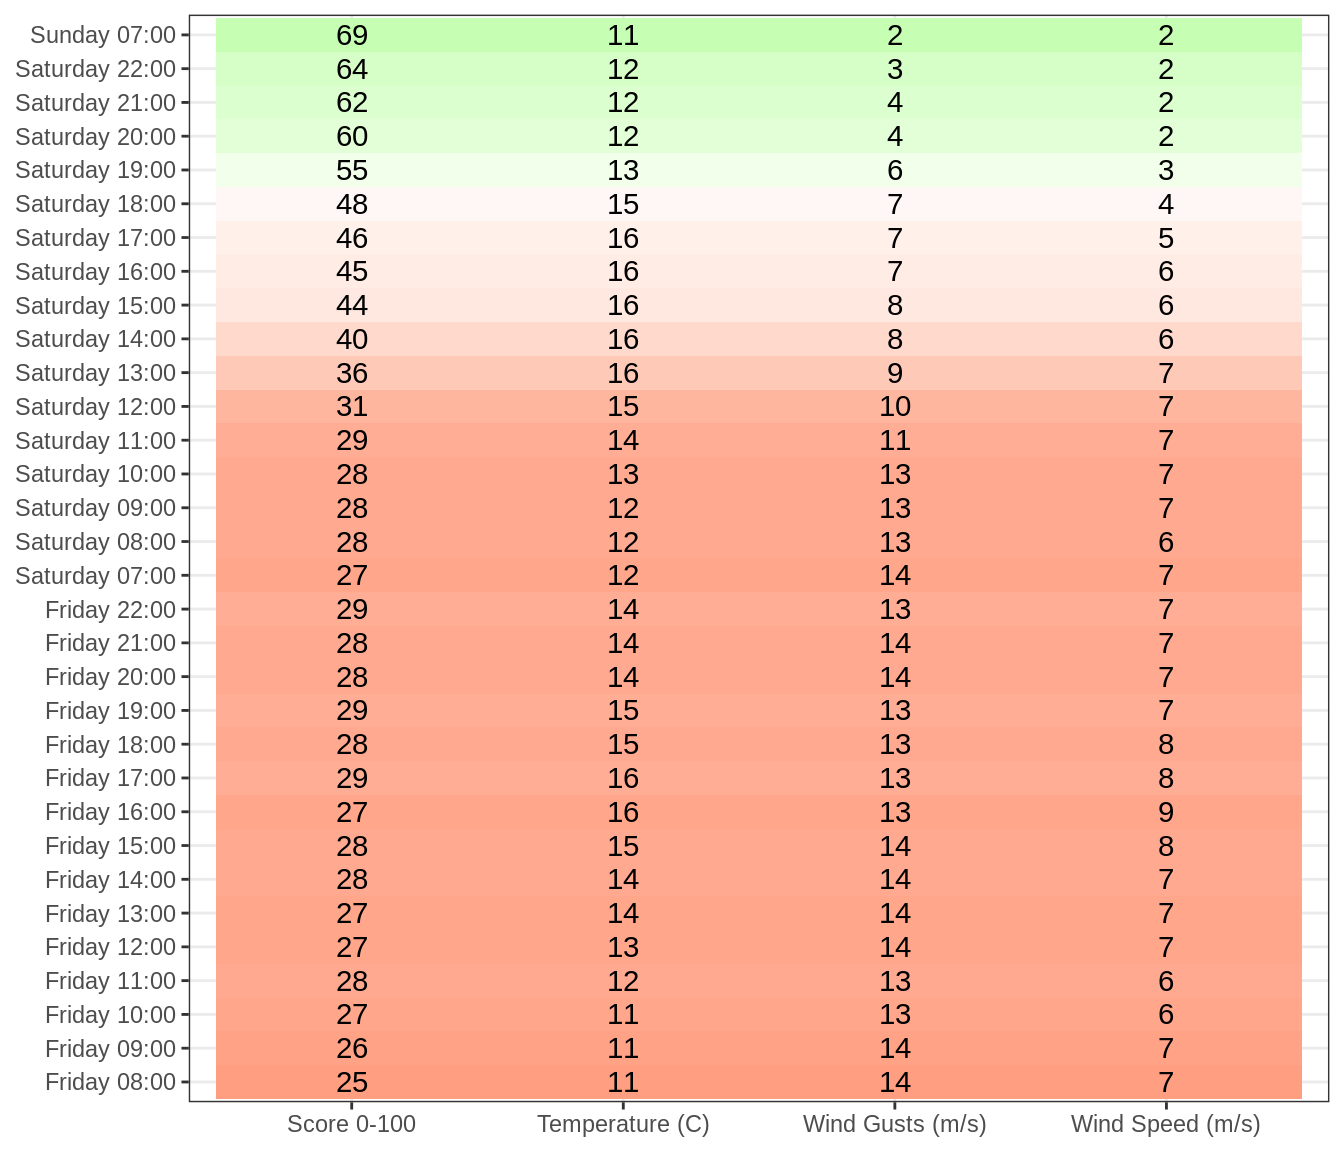 Sunday 07:00 69 11 2 2
Saturday 22:00 64 12 3 2
Saturday 21:00 62 12 4 2
Saturday 20:00 60 12 4 2
Saturday 19:00 55 13 6 3
Saturday 18:00 48 15 7 4
Saturday 17:00 46 16 7 5
Saturday 16:00 45 16 7 6
Saturday 15:00 44 16 8 6
Saturday 14:00 40 16 8 6
Saturday 13:00 36 16 9 7
Saturday 12:00 31 15 10 7
Saturday 11:00 29 14 11 7
Saturday 10:00 28 13 13 7
Saturday 09:00 28 12 13 7
Saturday 08:00 28 12 13 6
Saturday 07:00 27 12 14 7
Friday 22:00 29 14 13 7
Friday 21:00 28 14 14 7
Friday 20:00 28 14 14 7
Friday 19:00 29 15 13 7
Friday 18:00 28 15 13 8
Friday 17:00 29 16 13 8
Friday 16:00 27 16 13 9
Friday 15:00 28 15 14 8
Friday 14:00 28 14 14 7
Friday 13:00 27 14 14 7
Friday 12:00 27 13 14 7
Friday 11:00 28 12 13 6
Friday 10:00 27 11 13 6
Friday 09:00 26 11 14 7
Friday 08:00 25 11 14 7
Score 0-100 Temperature (C) Wind Gusts (m/s) Wind Speed (m/s)